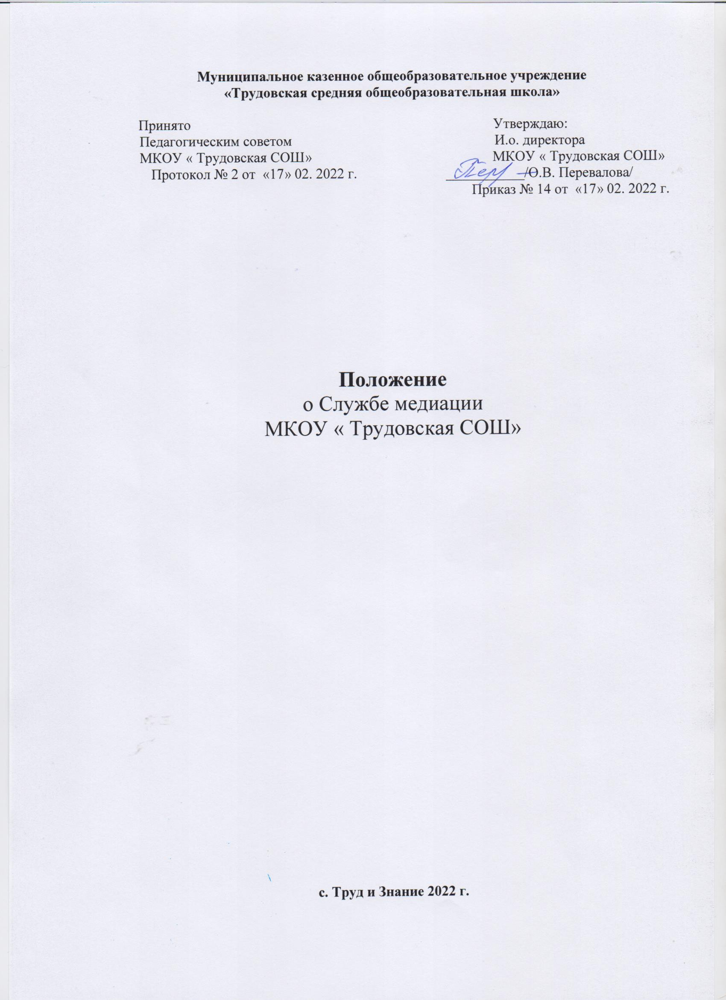 Муниципальное казенное общеобразовательное учреждение
«Трудовская средняя общеобразовательная школа»
Принято
Педагогическим советом
МКОУ « Трудовская СОШ»
Протокол № 2 от «17» 02. 2022 г.
Утверждаю:
И.о. директора
МКОУ « Трудовская СОШ»
/О.В. Перевалова/
Приказ № 14 от «17» 02. 2022 г.
Положение
о Службе медиации
МКОУ « Трудовская СОШ»
с. Труд и Знание 2022 г.